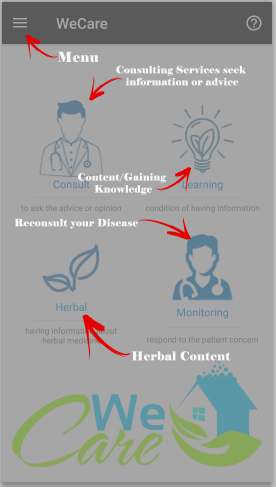 WeCare
?
Menu
Consulting Services seek
information or advice
Consult
Learning
Content/Gaining
Knowledge
to ask the advice or opinion
condition of having information
Reconsult your Disease
Herbal
Monitoring
having information about
herbal medicine
respond to the patient concern
Herbal Content
We
Care